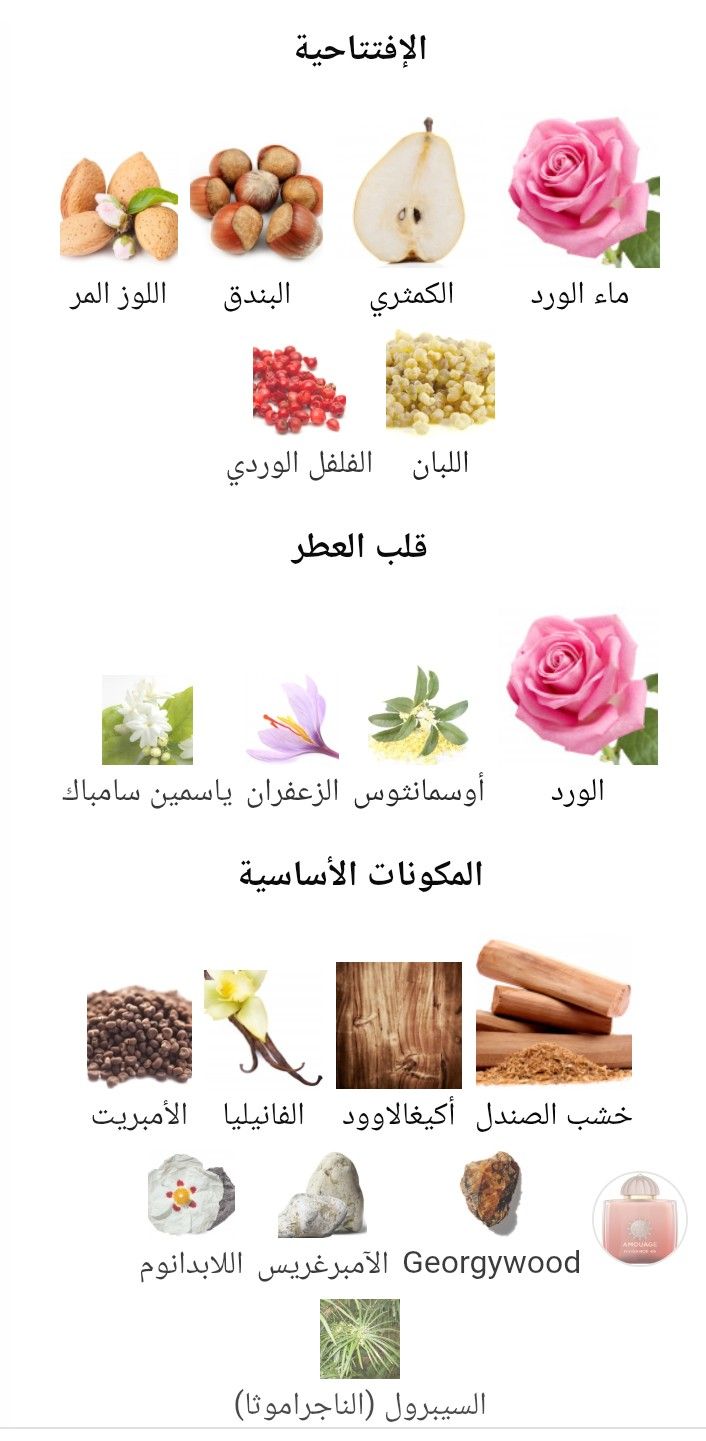 الإفتتاحية
ماء الورد الكمثري البندق اللوز المر
اللبان الفلفل الوردي
قلب العطر
الورد أوسمانثوس الزعفران ياسمين سامباك
المكونات الأساسية
خشب الصندل أكيغالاوود الفانيليا الأمبريت
Georgywood الآمبرغريس اللابدانوم
AMOUAGE
السيبرول (الناجراموثا)